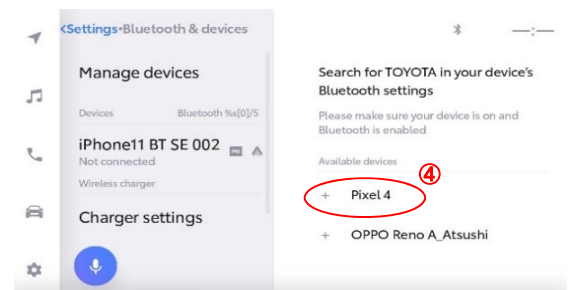 <Settings•Bluetooth & devices
Manage devices
Devices
Bluetooth %s[0]/5
iPhone11 BT SE 002
Not connected
Wireless charger
Charger settings
—:—
Search for TOYOTA in your device's
Bluetooth settings
Please make sure your device is on and
Bluetooth is enabled
Available devices
④
+ Pixel 4
+ OPPO Reno A_Atsushi